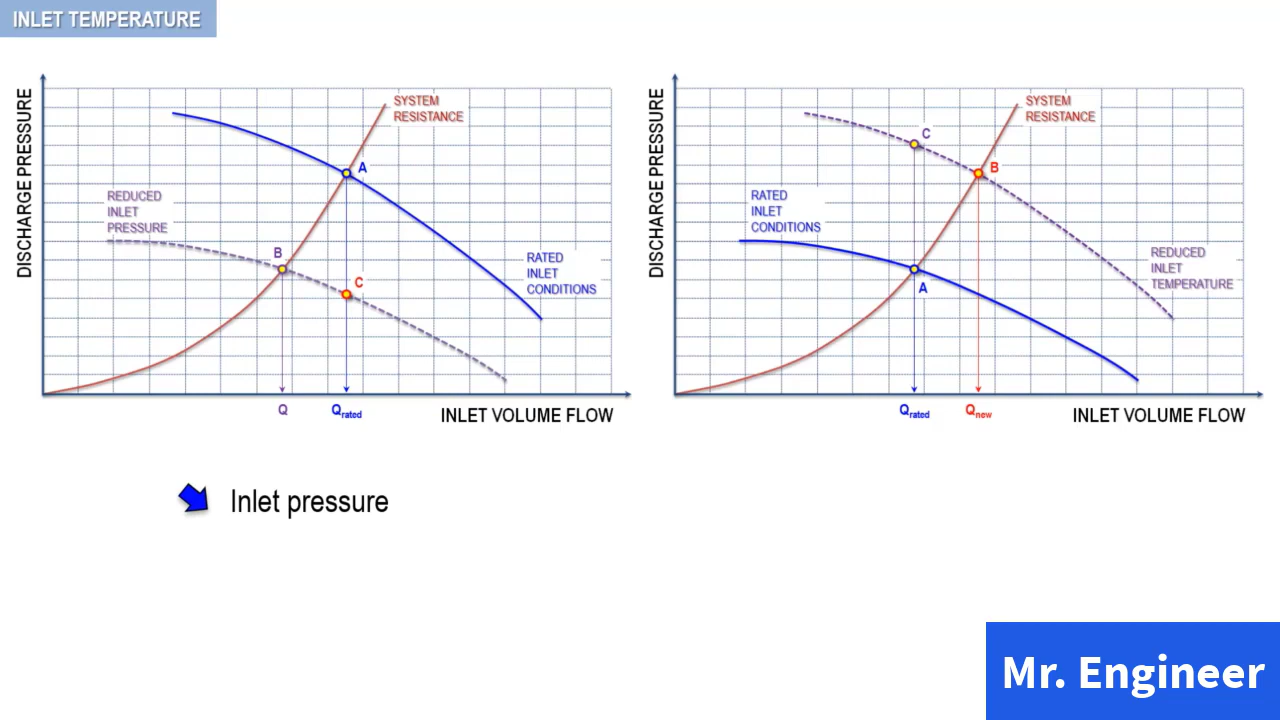 INLET TEMPERATURE
DISCHARGE PRESSURE
SYSTEM
RESISTANCE
A
REDUCED
INLET
PRESSURE
B
C
RATED
INLET
CONDITIONS
Q
Qrated
INLET VOLUME FLOW
DISCHARGE PRESSURE
SYSTEM
RESISTANCE
C
B
RATED
INLET
CONDITIONS
A
REDUCED
INLET
TEMPERATURE
Qrated
Qnew
INLET VOLUME FLOW
Inlet pressure
Mr. Engineer